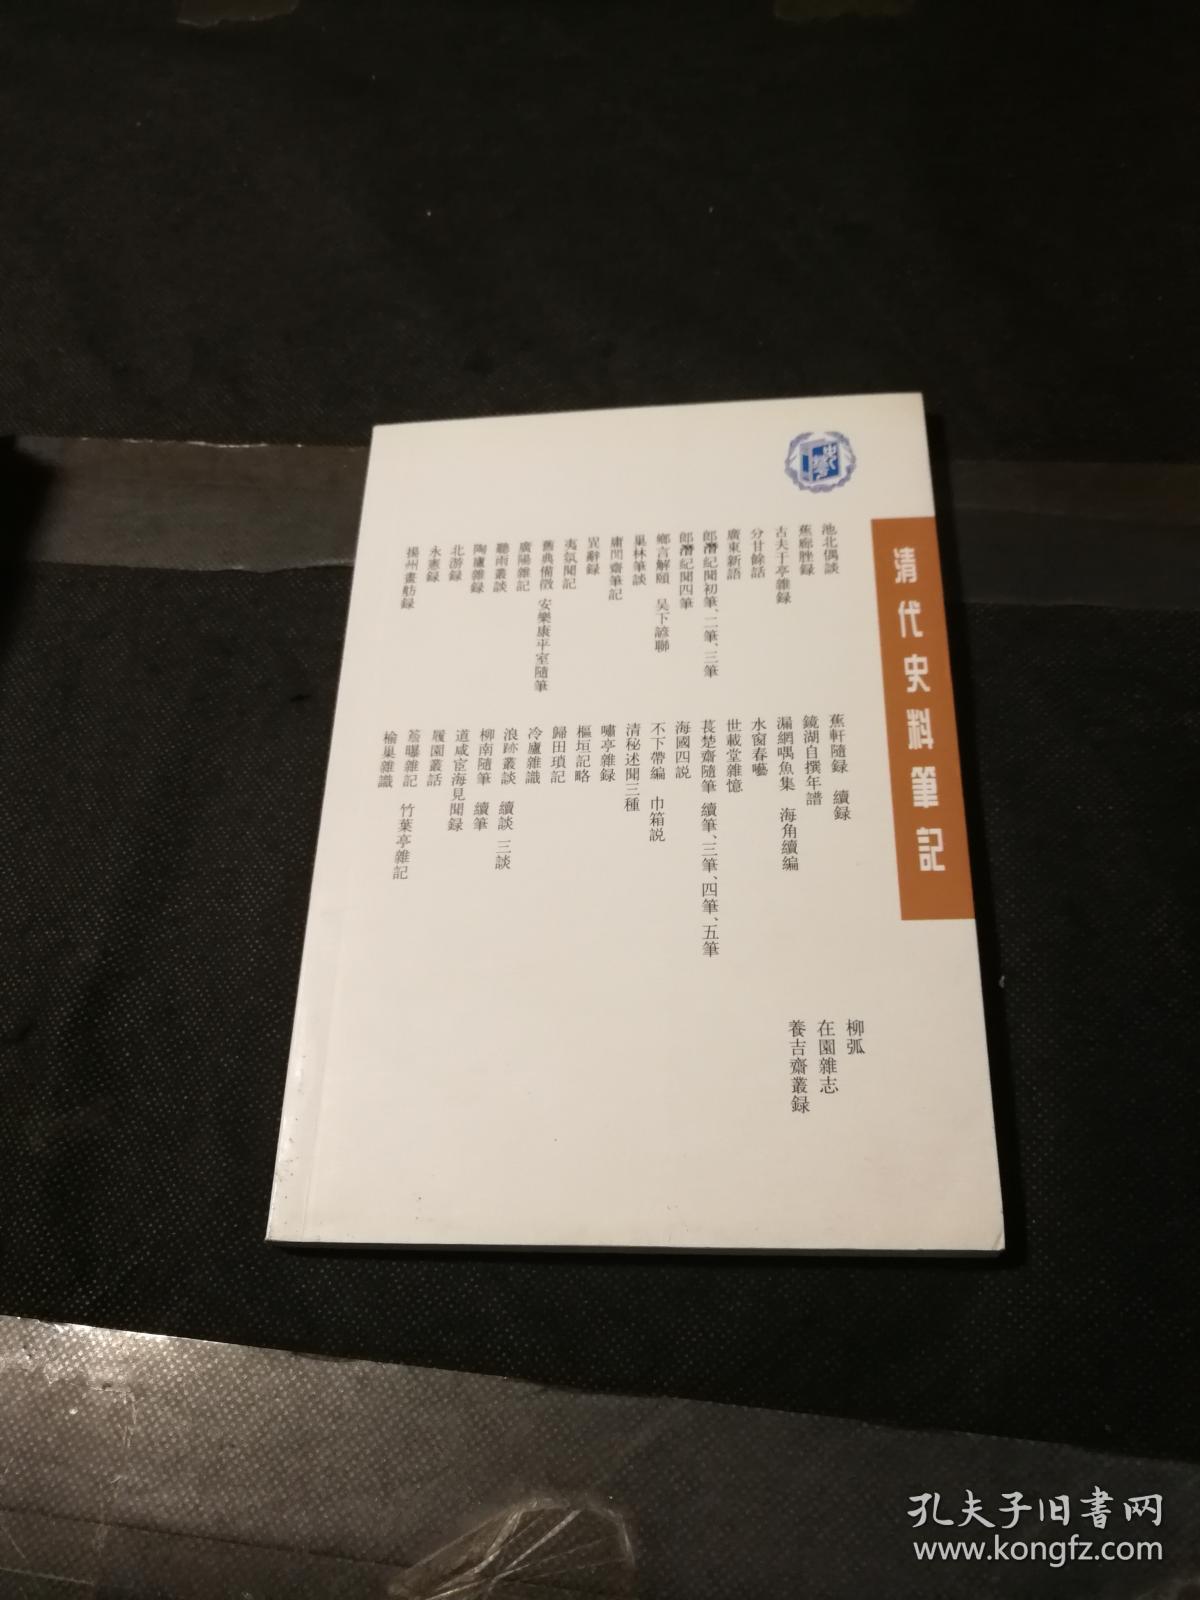 清代史料筆記
池北偶談
蕉廊脞録
古夫于亭雜録
分甘餘話
廣東新語
郎潛紀聞初筆、二筆、三筆
郎潛紀聞四筆
鄉言解頤　吴下諺聯
巢林筆談
庸閒齋筆記
異辭録
夷氛聞記
舊典備徵　安樂康平室隨筆
廣陽雜記
聽雨叢談
陶廬雜録
北游録
永憲録
揚州畫舫録
蕉軒隨録　續録
鏡湖自撰年譜
漏網喁魚集　海角續編
水窗春囈
世載堂雜憶
萇楚齋隨筆　續筆、三筆、四筆、五筆
海國四説
不下帶編　巾箱説
清秘述聞三種
嘯亭雜録
樞垣記略
歸田瑣記
冷廬雜識
浪跡叢談　續談　三談
柳南隨筆　續筆
道咸宦海見聞録
履園叢話
簷曝雜記　竹葉亭雜記
榆巢雜識
柳弧
在園雜志
養吉齋叢録
孔夫子旧书网
www.kongfz.com